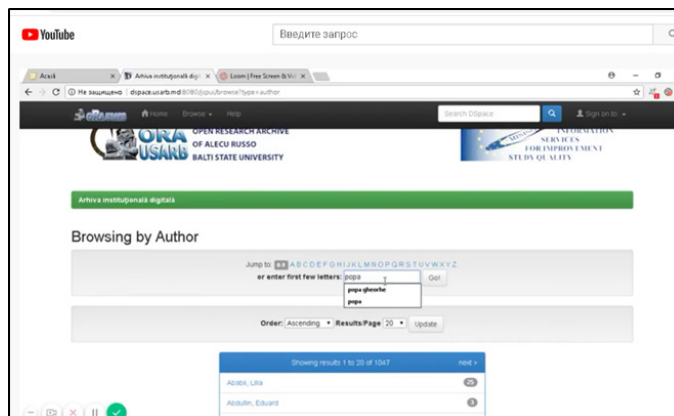 YouTube
Введите запрос
Acasă
Arhiva instituțională digi
Loom | Free Screen & Vid
Не защищено | dspace.usarb.md:8080/jspui/browse?type=author
Home Browse Help Search DSpace Sign on to:
ORA USARB
OPEN RESEARCH ARCHIVE
OF ALECU RUSSO
BALTI STATE UNIVERSITY
INFORMATION
SERVICES
FOR IMPROVEMENT
STUDY QUALITY
Arhiva instituțională digitală
Browsing by Author
Jump to: 0-9 A B C D E F G H I J K L M N O P Q R S T U V W X Y Z
or enter first few letters: popa Go!
popa gheorghe
popa
Order: Ascending Results/Page 20 Update
Showing results 1 to 20 of 1047 next >
Ababii, Lilia 25
Abdullin, Eduard 3